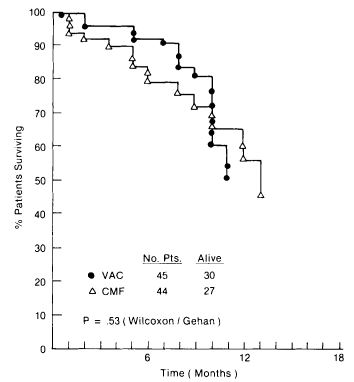 % Patients Surviving
100
90
80
70
60
50
40
30
20
10
0
No. Pts. Alive
● VAC 45 30
△ CMF 44 27
P = .53 ( Wilcoxon / Gehan )
6 12 18
Time ( Months )